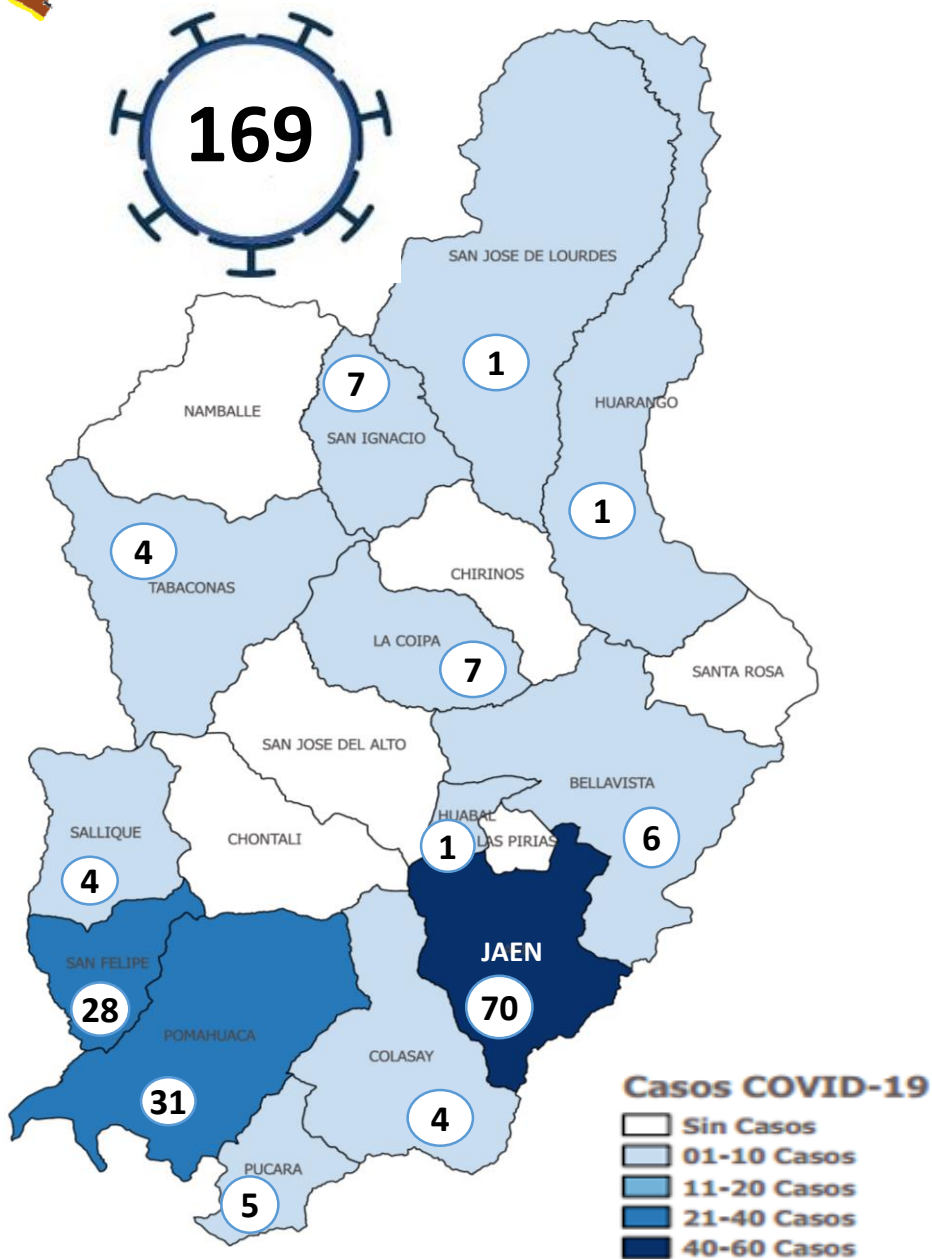 169
SAN JOSE DE LOURDES
1
7
NAMBALLE
HUARANGO
SAN IGNACIO
1
4
CHIRINOS
TABACONAS
LA COIPA
7
SANTA ROSA
SAN JOSE DEL ALTO
BELLAVISTA
HUABAL
SALLIQUE
CHONTALI
LAS PIRIAS
6
1
4
JAEN
SAN FELIPE
70
28
POMAHUACA
COLASAY
31
4
PUCARA
5
Casos COVID-19
Sin Casos
01-10 Casos
11-20 Casos
21-40 Casos
40-60 Casos